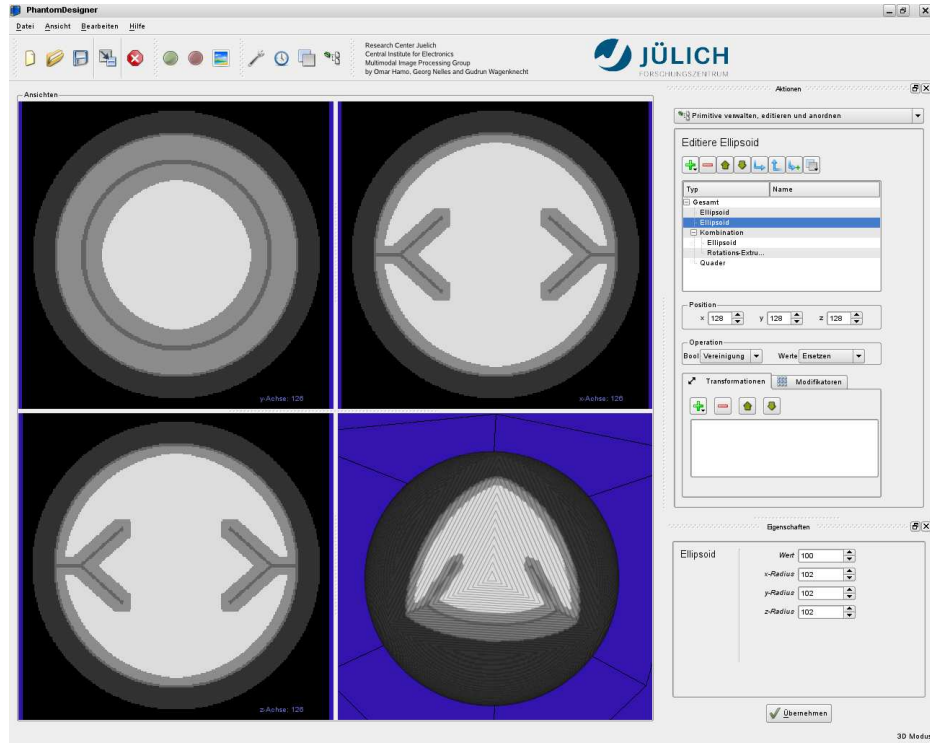 PhantomDesigner
Datei Ansicht Bearbeiten Hilfe
Research Center Juelich
Central Institute for Electronics
Multimodal Image Processing Group
by Omar Hamo, Georg Nelles and Gudrun Wagenknecht
JÜLICH
FORSCHUNGSZENTRUM
Ansichten
y-Achse: 126
x-Achse: 126
z-Achse: 126
Aktionen
Primitive verwalten, editieren und anordnen
Editiere Ellipsoid
Typ Name
Gesamt
Ellipsoid
Ellipsoid
Kombination
Ellipsoid
Rotations-Extru...
Quader
Position
x 128 y 128 z 128
Operation
Bool Vereinigung Werte Ersetzen
Transformationen Modifikatoren
Eigenschaften
Ellipsoid
Wert 100
x-Radius 102
y-Radius 102
z-Radius 102
Übernehmen
3D Modus